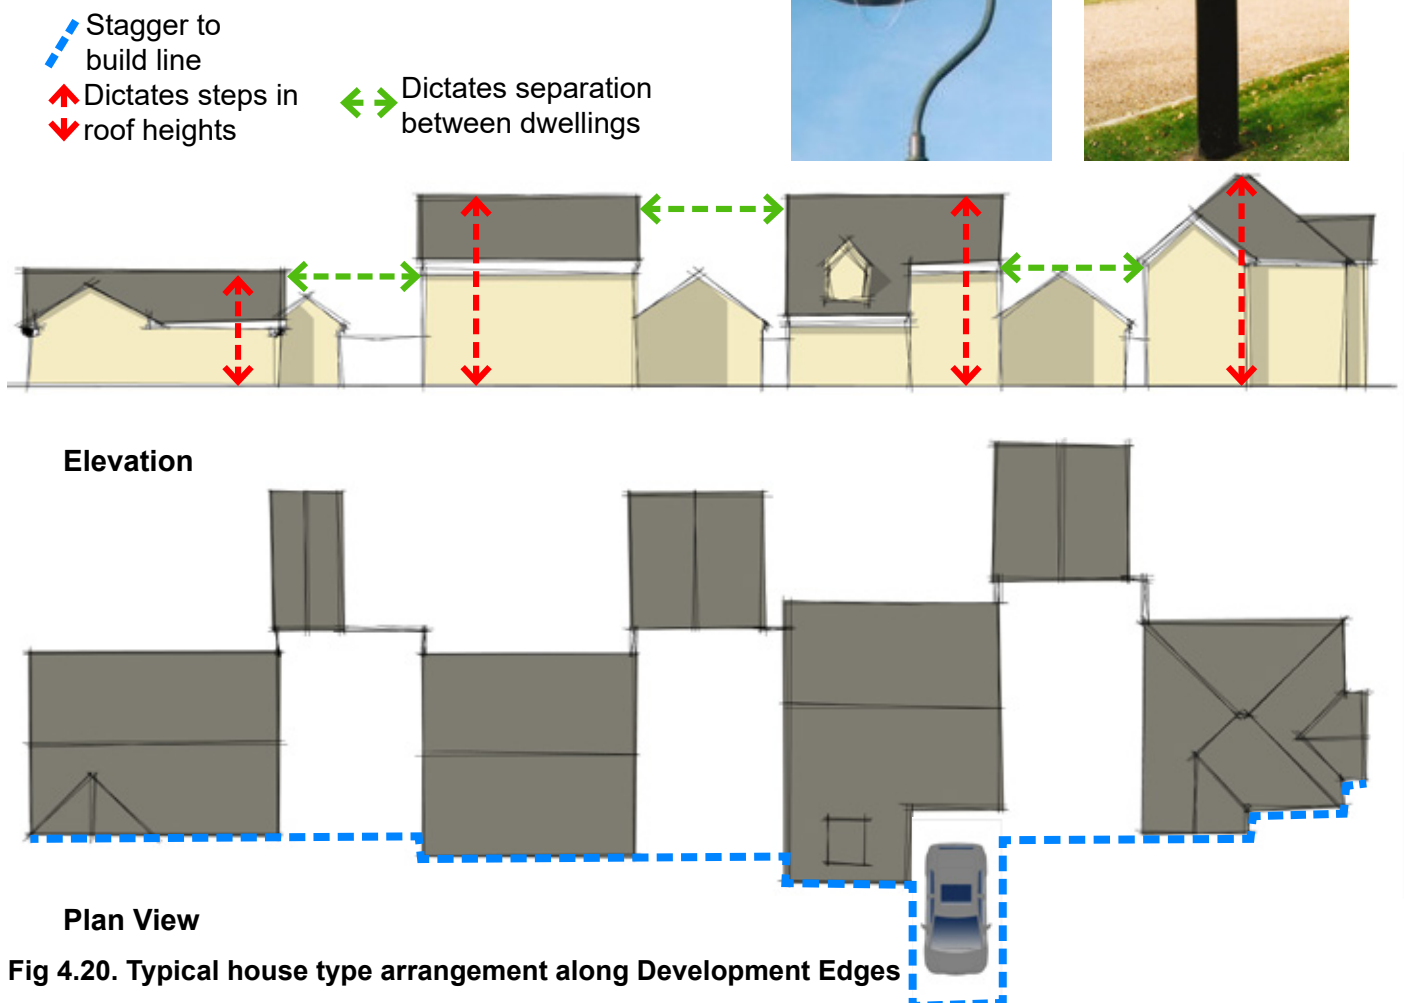 Stagger to
build line
Dictates steps in
roof heights
Dictates separation
between dwellings
Elevation
Plan View
Fig 4.20. Typical house type arrangement along Development Edges